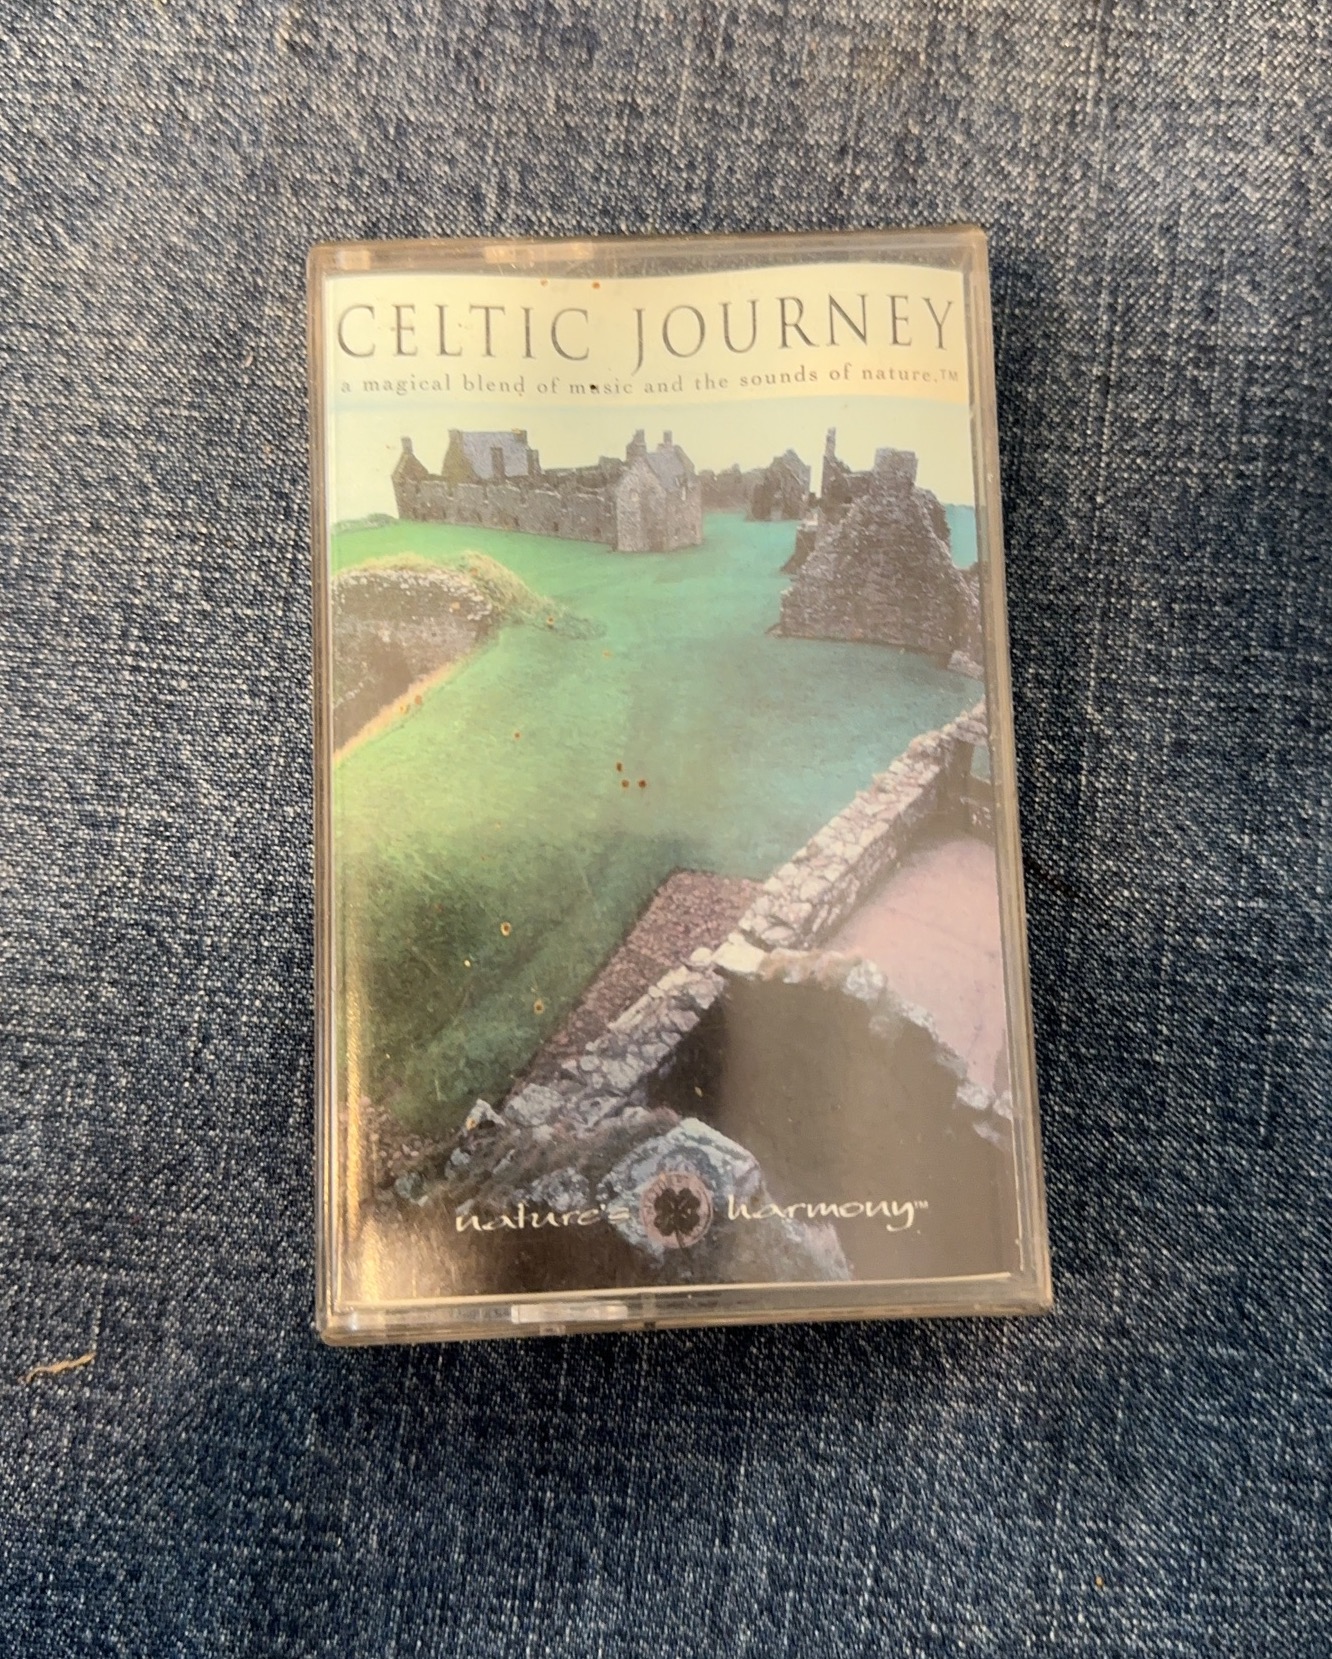 CELTIC JOURNEY
a magical blend of music and the sounds of nature.™
nature's harmony™